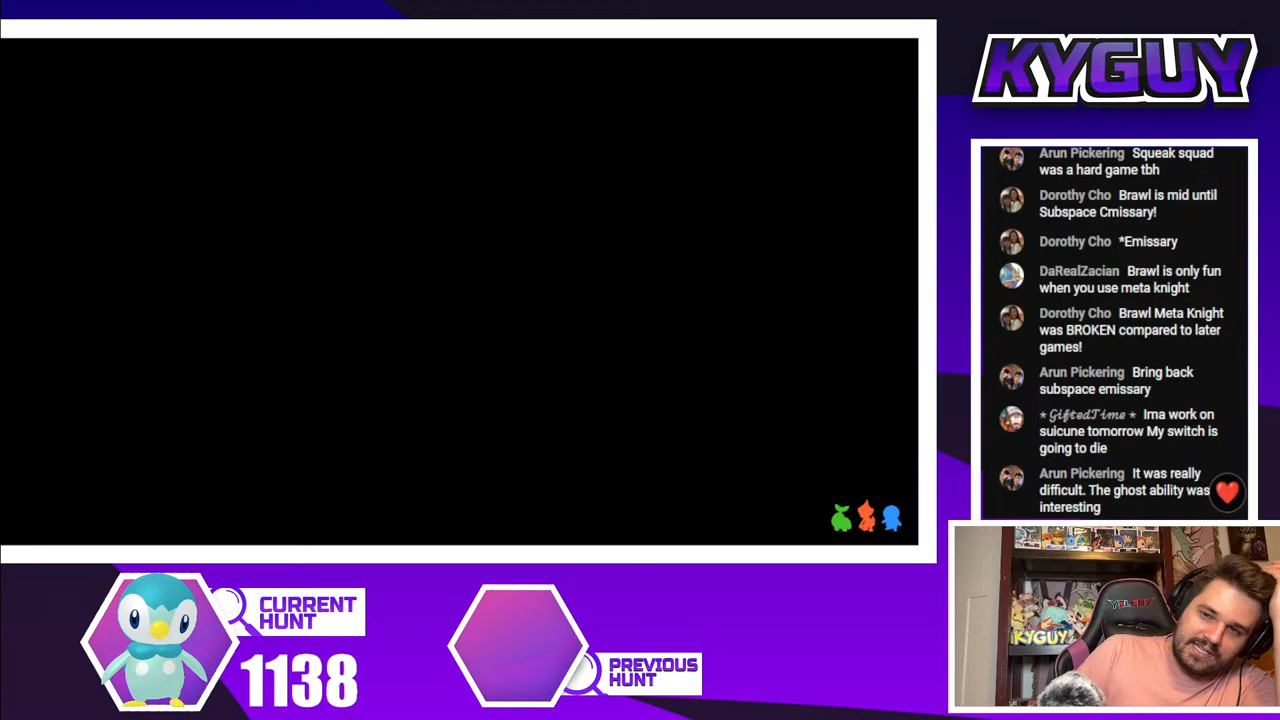 KYGUY
Arun Pickering Squeak squad
was a hard game tbh
Dorothy Cho Brawl is mid until
Subspace Cmissary!
Dorothy Cho *Emissary
DaRealZacian Brawl is only fun
when you use meta knight
Dorothy Cho Brawl Meta Knight
was BROKEN compared to later
games!
Arun Pickering Bring back
subspace emissary
⋆ 𝓖𝓲𝓯𝓽𝓮𝓭𝓣𝓲𝓶𝓮 ⋆ Ima work on
suicune tomorrow My switch is
going to die
Arun Pickering It was really
difficult. The ghost ability was
interesting
CURRENT
HUNT
1138
PREVIOUS
HUNT
KYGUY